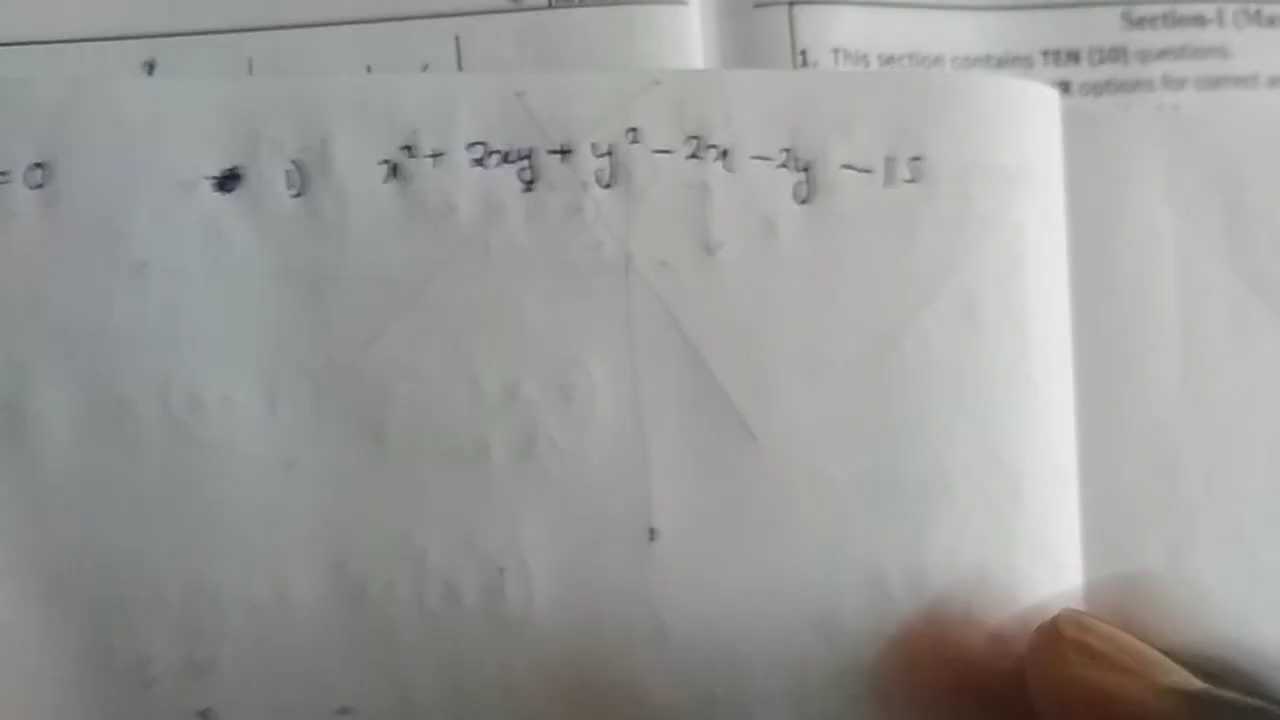 Section-I (Ma
1. This section contains TEN (10) questions.
options for correct
= 0
1) x² + 2xy + y² - 2x - 2y - 15